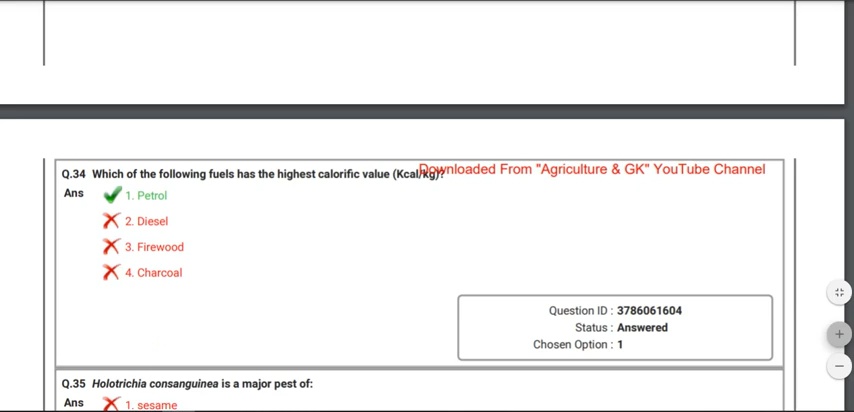 Q.34 Which of the following fuels has the highest calorific value (Kcal/kg)?
Downloaded From "Agriculture & GK" YouTube Channel
Ans 1. Petrol
2. Diesel
3. Firewood
4. Charcoal
Question ID : 3786061604
Status : Answered
Chosen Option : 1
Q.35 Holotrichia consanguinea is a major pest of:
Ans 1. sesame